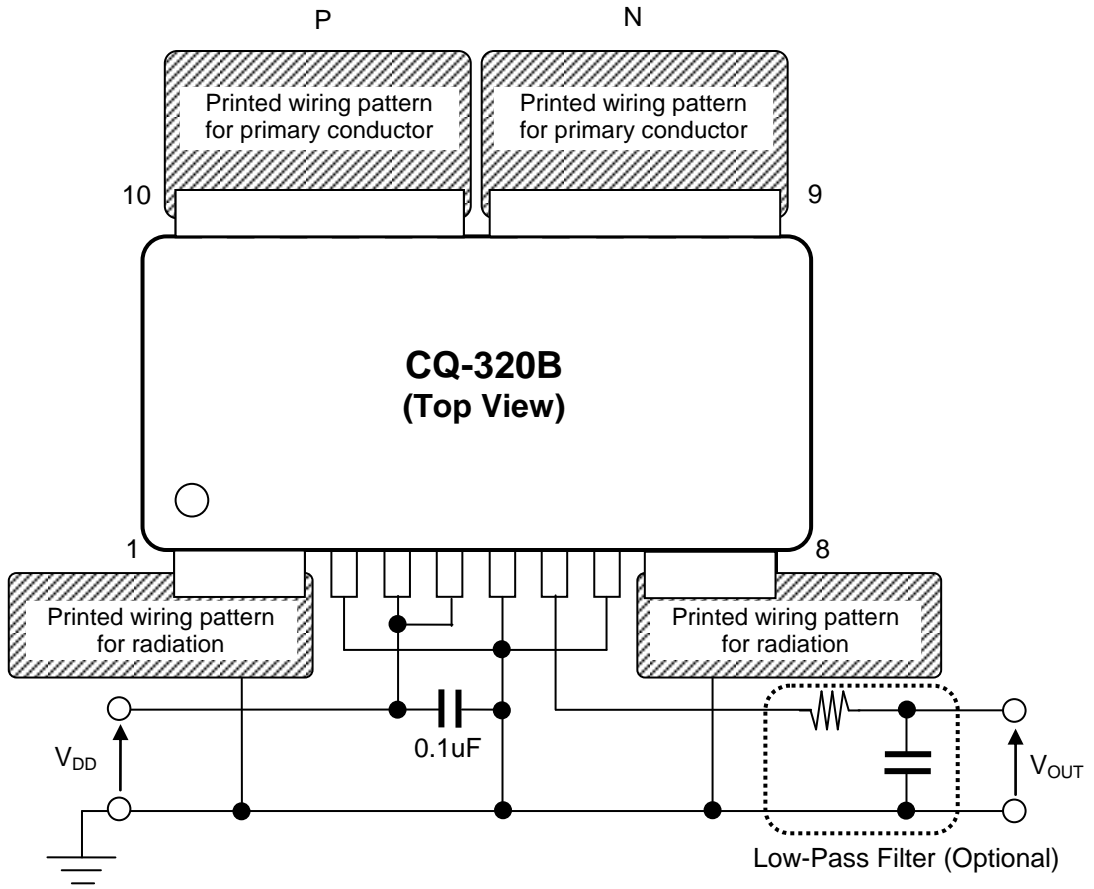 P
N
Printed wiring pattern
for primary conductor
Printed wiring pattern
for primary conductor
10
9
CQ-320B
(Top View)
1
8
Printed wiring pattern
for radiation
Printed wiring pattern
for radiation
0.1uF
VDD
VOUT
Low-Pass Filter (Optional)